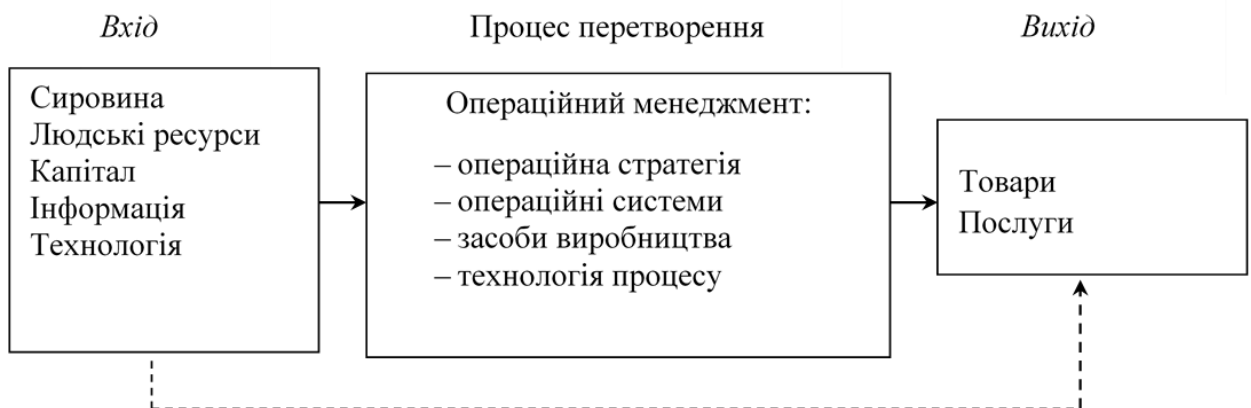 Вхід
Процес перетворення
Вихід
Сировина
Людські ресурси
Капітал
Інформація
Технологія
Операційний менеджмент:
– операційна стратегія
– операційні системи
– засоби виробництва
– технологія процесу
Товари
Послуги